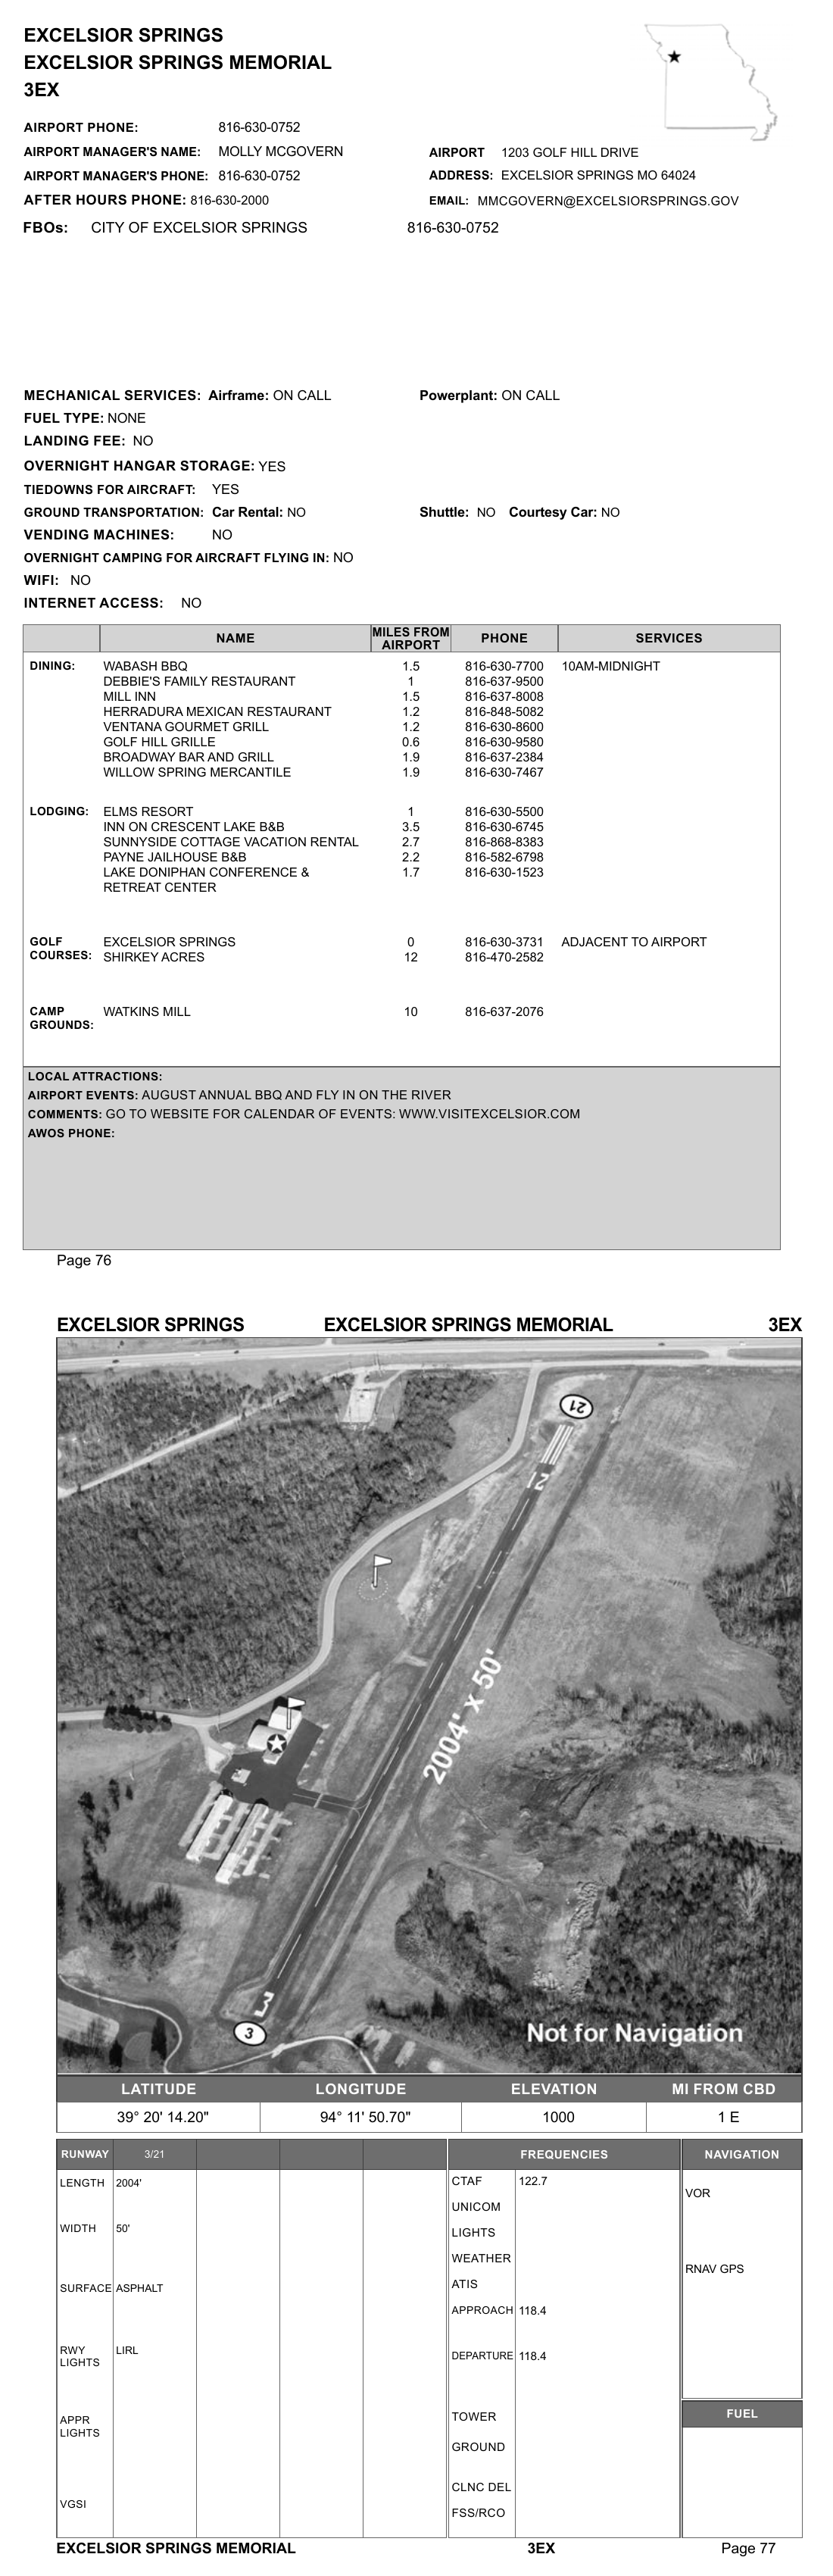 EXCELSIOR SPRINGS
EXCELSIOR SPRINGS MEMORIAL
3EX
AIRPORT PHONE: 816-630-0752
AIRPORT MANAGER'S NAME: MOLLY MCGOVERN
AIRPORT 1203 GOLF HILL DRIVE
AIRPORT MANAGER'S PHONE: 816-630-0752
ADDRESS: EXCELSIOR SPRINGS MO 64024
AFTER HOURS PHONE: 816-630-2000
EMAIL: MMCGOVERN@EXCELSIORSPRINGS.GOV
FBOs: CITY OF EXCELSIOR SPRINGS 816-630-0752
MECHANICAL SERVICES: Airframe: ON CALL Powerplant: ON CALL
FUEL TYPE: NONE
LANDING FEE: NO
OVERNIGHT HANGAR STORAGE: YES
TIEDOWNS FOR AIRCRAFT: YES
GROUND TRANSPORTATION: Car Rental: NO Shuttle: NO Courtesy Car: NO
VENDING MACHINES: NO
OVERNIGHT CAMPING FOR AIRCRAFT FLYING IN: NO
WIFI: NO
INTERNET ACCESS: NO
NAME MILES FROM AIRPORT PHONE SERVICES
DINING: WABASH BBQ 1.5 816-630-7700 10AM-MIDNIGHT
DEBBIE'S FAMILY RESTAURANT 1 816-637-9500
MILL INN 1.5 816-637-8008
HERRADURA MEXICAN RESTAURANT 1.2 816-848-5082
VENTANA GOURMET GRILL 1.2 816-630-8600
GOLF HILL GRILLE 0.6 816-630-9580
BROADWAY BAR AND GRILL 1.9 816-637-2384
WILLOW SPRING MERCANTILE 1.9 816-630-7467
LODGING: ELMS RESORT 1 816-630-5500
INN ON CRESCENT LAKE B&B 3.5 816-630-6745
SUNNYSIDE COTTAGE VACATION RENTAL 2.7 816-868-8383
PAYNE JAILHOUSE B&B 2.2 816-582-6798
LAKE DONIPHAN CONFERENCE & 1.7 816-630-1523
RETREAT CENTER
GOLF EXCELSIOR SPRINGS 0 816-630-3731 ADJACENT TO AIRPORT
COURSES: SHIRKEY ACRES 12 816-470-2582
CAMP WATKINS MILL 10 816-637-2076
GROUNDS:
LOCAL ATTRACTIONS:
AIRPORT EVENTS: AUGUST ANNUAL BBQ AND FLY IN ON THE RIVER
COMMENTS: GO TO WEBSITE FOR CALENDAR OF EVENTS: WWW.VISITEXCELSIOR.COM
AWOS PHONE:
Page 76
EXCELSIOR SPRINGS EXCELSIOR SPRINGS MEMORIAL 3EX
21
21
2004' x 50'
3
3
Not for Navigation
LATITUDE LONGITUDE ELEVATION MI FROM CBD
39° 20' 14.20" 94° 11' 50.70" 1000 1 E
RUNWAY 3/21 FREQUENCIES NAVIGATION
LENGTH 2004' CTAF 122.7
VOR
UNICOM
WIDTH 50'
LIGHTS
WEATHER
RNAV GPS
ATIS
SURFACE ASPHALT
APPROACH 118.4
RWY LIRL
LIGHTS
DEPARTURE 118.4
FUEL
TOWER
APPR
LIGHTS
GROUND
CLNC DEL
VGSI
FSS/RCO
EXCELSIOR SPRINGS MEMORIAL 3EX Page 77